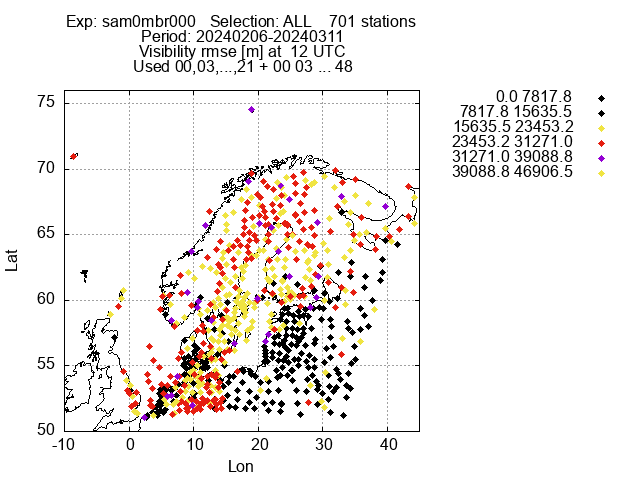 Exp: sam0mbr000 Selection: ALL 701 stations
Period: 20240206-20240311
Visibility rmse [m] at 12 UTC
Used 00,03,...,21 + 00 03 ... 48
0.0 7817.8
7817.8 15635.5
15635.5 23453.2
23453.2 31271.0
31271.0 39088.8
39088.8 46906.5
75
70
65
60
55
50
Lat
-10 0 10 20 30 40
Lon